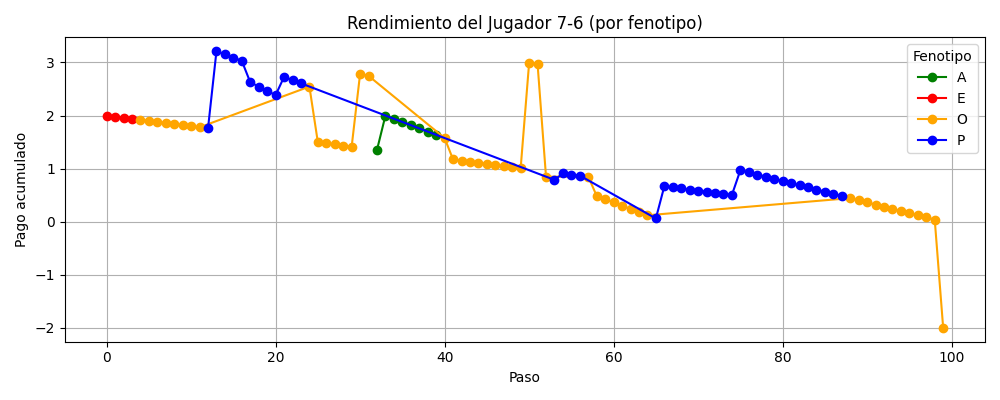 Rendimiento del Jugador 7-6 (por fenotipo)
Pago acumulado
3
2
1
0
−1
−2
Fenotipo
A
E
O
P
0
20
40
60
80
100
Paso